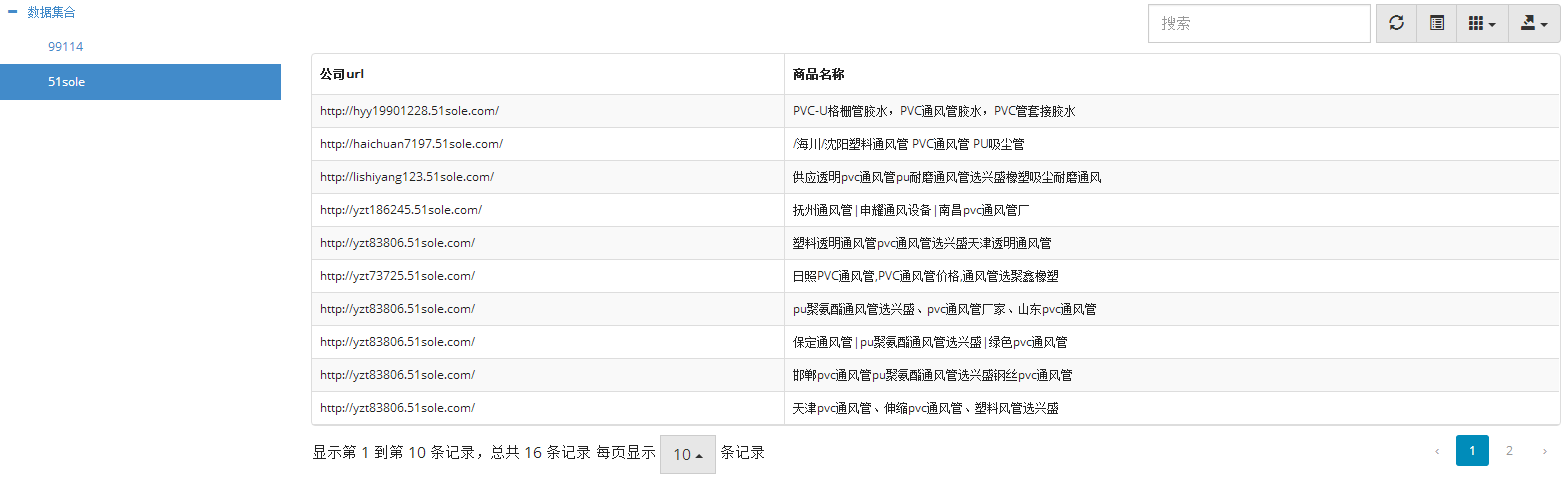 数据集合
99114
51sole
搜索
公司url 商品名称
http://hyy19901228.51sole.com/ PVC-U格栅管胶水，PVC通风管胶水，PVC管套接胶水
http://haichuan7197.51sole.com/ /海川/沈阳塑料通风管 PVC通风管 PU吸尘管
http://lishiyang123.51sole.com/ 供应透明pvc通风管pu耐磨通风管选兴盛橡塑吸尘耐磨通风
http://yzt186245.51sole.com/ 抚州通风管|申耀通风设备|南昌pvc通风管厂
http://yzt83806.51sole.com/ 塑料透明通风管pvc通风管选兴盛天津透明通风管
http://yzt73725.51sole.com/ 日照PVC通风管,PVC通风管价格,通风管选聚鑫橡塑
http://yzt83806.51sole.com/ pu聚氨酯通风管选兴盛、pvc通风管厂家、山东pvc通风管
http://yzt83806.51sole.com/ 保定通风管|pu聚氨酯通风管选兴盛|绿色pvc通风管
http://yzt83806.51sole.com/ 邯郸pvc通风管pu聚氨酯通风管选兴盛钢丝pvc通风管
http://yzt83806.51sole.com/ 天津pvc通风管、伸缩pvc通风管、塑料风管选兴盛
显示第 1 到第 10 条记录，总共 16 条记录 每页显示 10 条记录 ‹ 1 2 ›